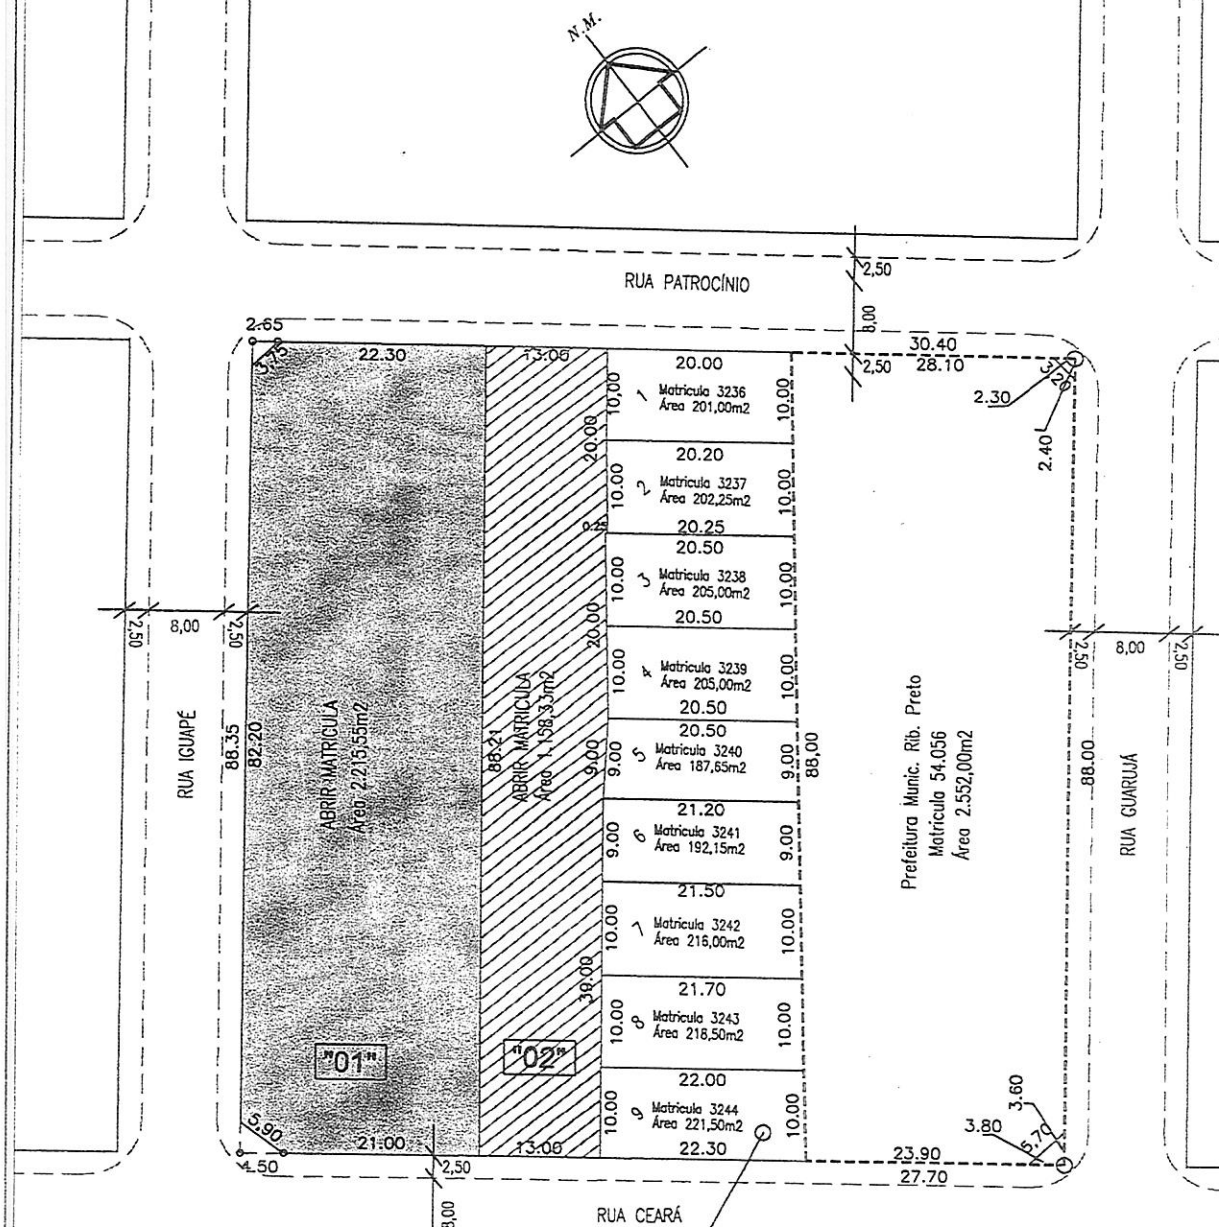 N.M.
2,50
RUA PATROCÍNIO
8,00
2.65
3,75
22.30
13.06
20.00
2,50
30.40
28.10
3,20
2.30
2.40
10,00
1
Matricula 3236
Área 201,00m2
10.00
20.00
20.20
10.00
2
Matricula 3237
Área 202,25m2
10.00
0.25
20.25
20.50
10.00
3
Matricula 3238
Área 205,00m2
10.00
20.00
20.50
2,50
8,00
2,50
2,50
8,00
2,50
10.00
4
Matricula 3239
Área 205,00m2
10.00
20.50
RUA IGUAPÉ
88.35
82.20
ABRIR MATRICULA
Área 2.215,55m2
88.21
ABRIR MATRICULA
Área 1.158,33m2
9.00
20.50
9.00
5
Matricula 3240
Área 187,65m2
9.00
88,00
Prefeitura Munic. Rib. Preto
Matrícula 54.056
Área 2.552,00m2
88.00
RUA GUARUJÁ
21.20
9.00
6
Matricula 3241
Área 192,15m2
9.00
21.50
10.00
7
Matricula 3242
Área 216,00m2
10.00
30.00
21.70
10.00
8
Matricula 3243
Área 218,50m2
10.00
"01"
"02"
22.00
10.00
9
Matricula 3244
Área 221,50m2
10.00
3.60
3.80
5,70
5.90
21.00
13.06
22.30
23.90
27.70
4.50
2,50
8,00
RUA CEARÁ